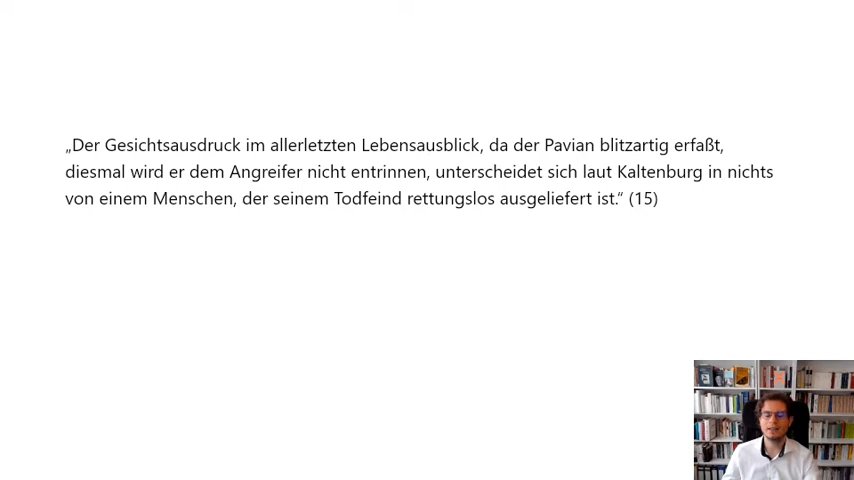 „Der Gesichtsausdruck im allerletzten Lebensausblick, da der Pavian blitzartig erfaßt,
diesmal wird er dem Angreifer nicht entrinnen, unterscheidet sich laut Kaltenburg in nichts
von einem Menschen, der seinem Todfeind rettungslos ausgeliefert ist.“ (15)